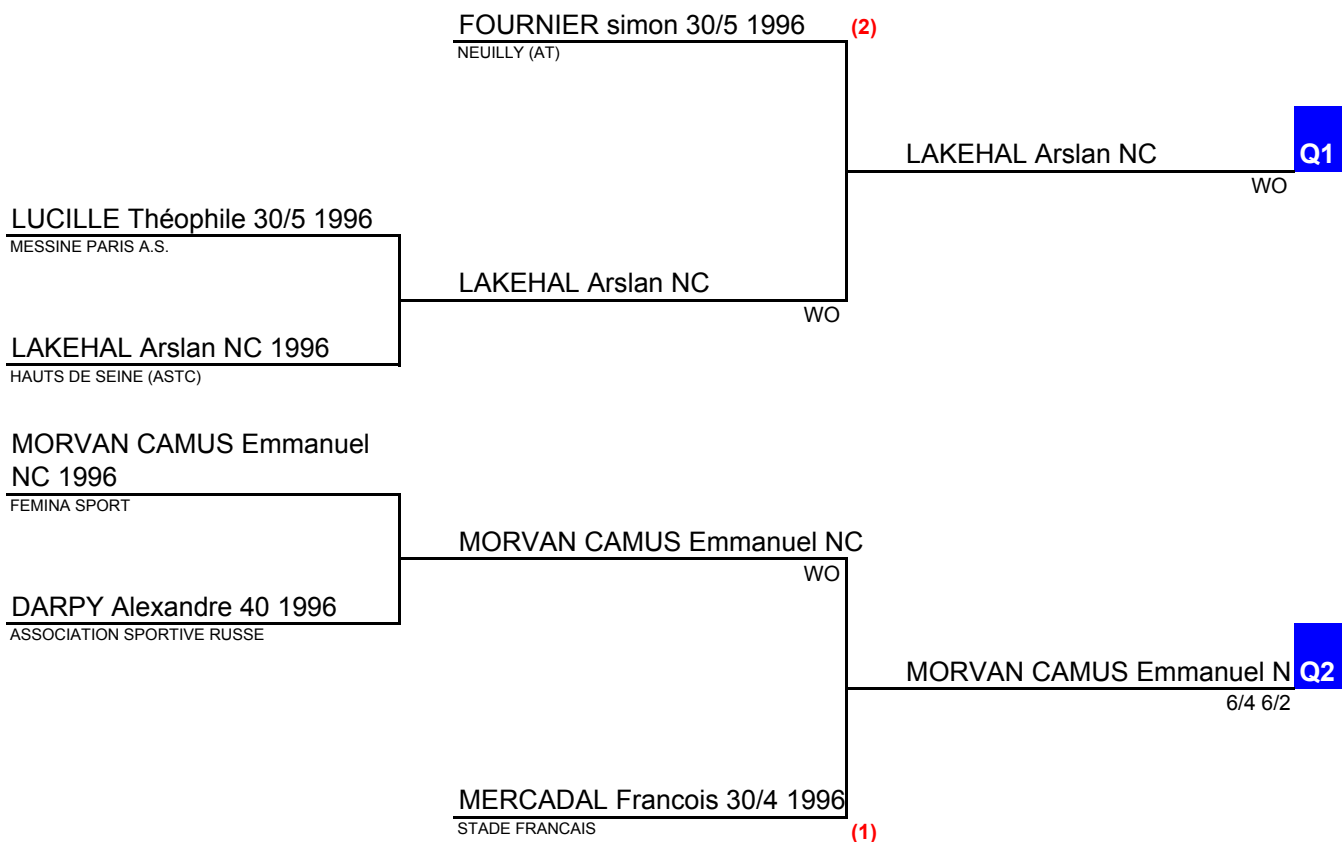 FOURNIER simon 30/5 1996 (2)
NEUILLY (AT)
LAKEHAL Arslan NC Q1
WO
LUCILLE Théophile 30/5 1996
MESSINE PARIS A.S.
LAKEHAL Arslan NC
WO
LAKEHAL Arslan NC 1996
HAUTS DE SEINE (ASTC)
MORVAN CAMUS Emmanuel
NC 1996
FEMINA SPORT
MORVAN CAMUS Emmanuel NC
WO
DARPY Alexandre 40 1996
ASSOCIATION SPORTIVE RUSSE
MORVAN CAMUS Emmanuel N Q2
6/4 6/2
MERCADAL Francois 30/4 1996
STADE FRANCAIS (1)